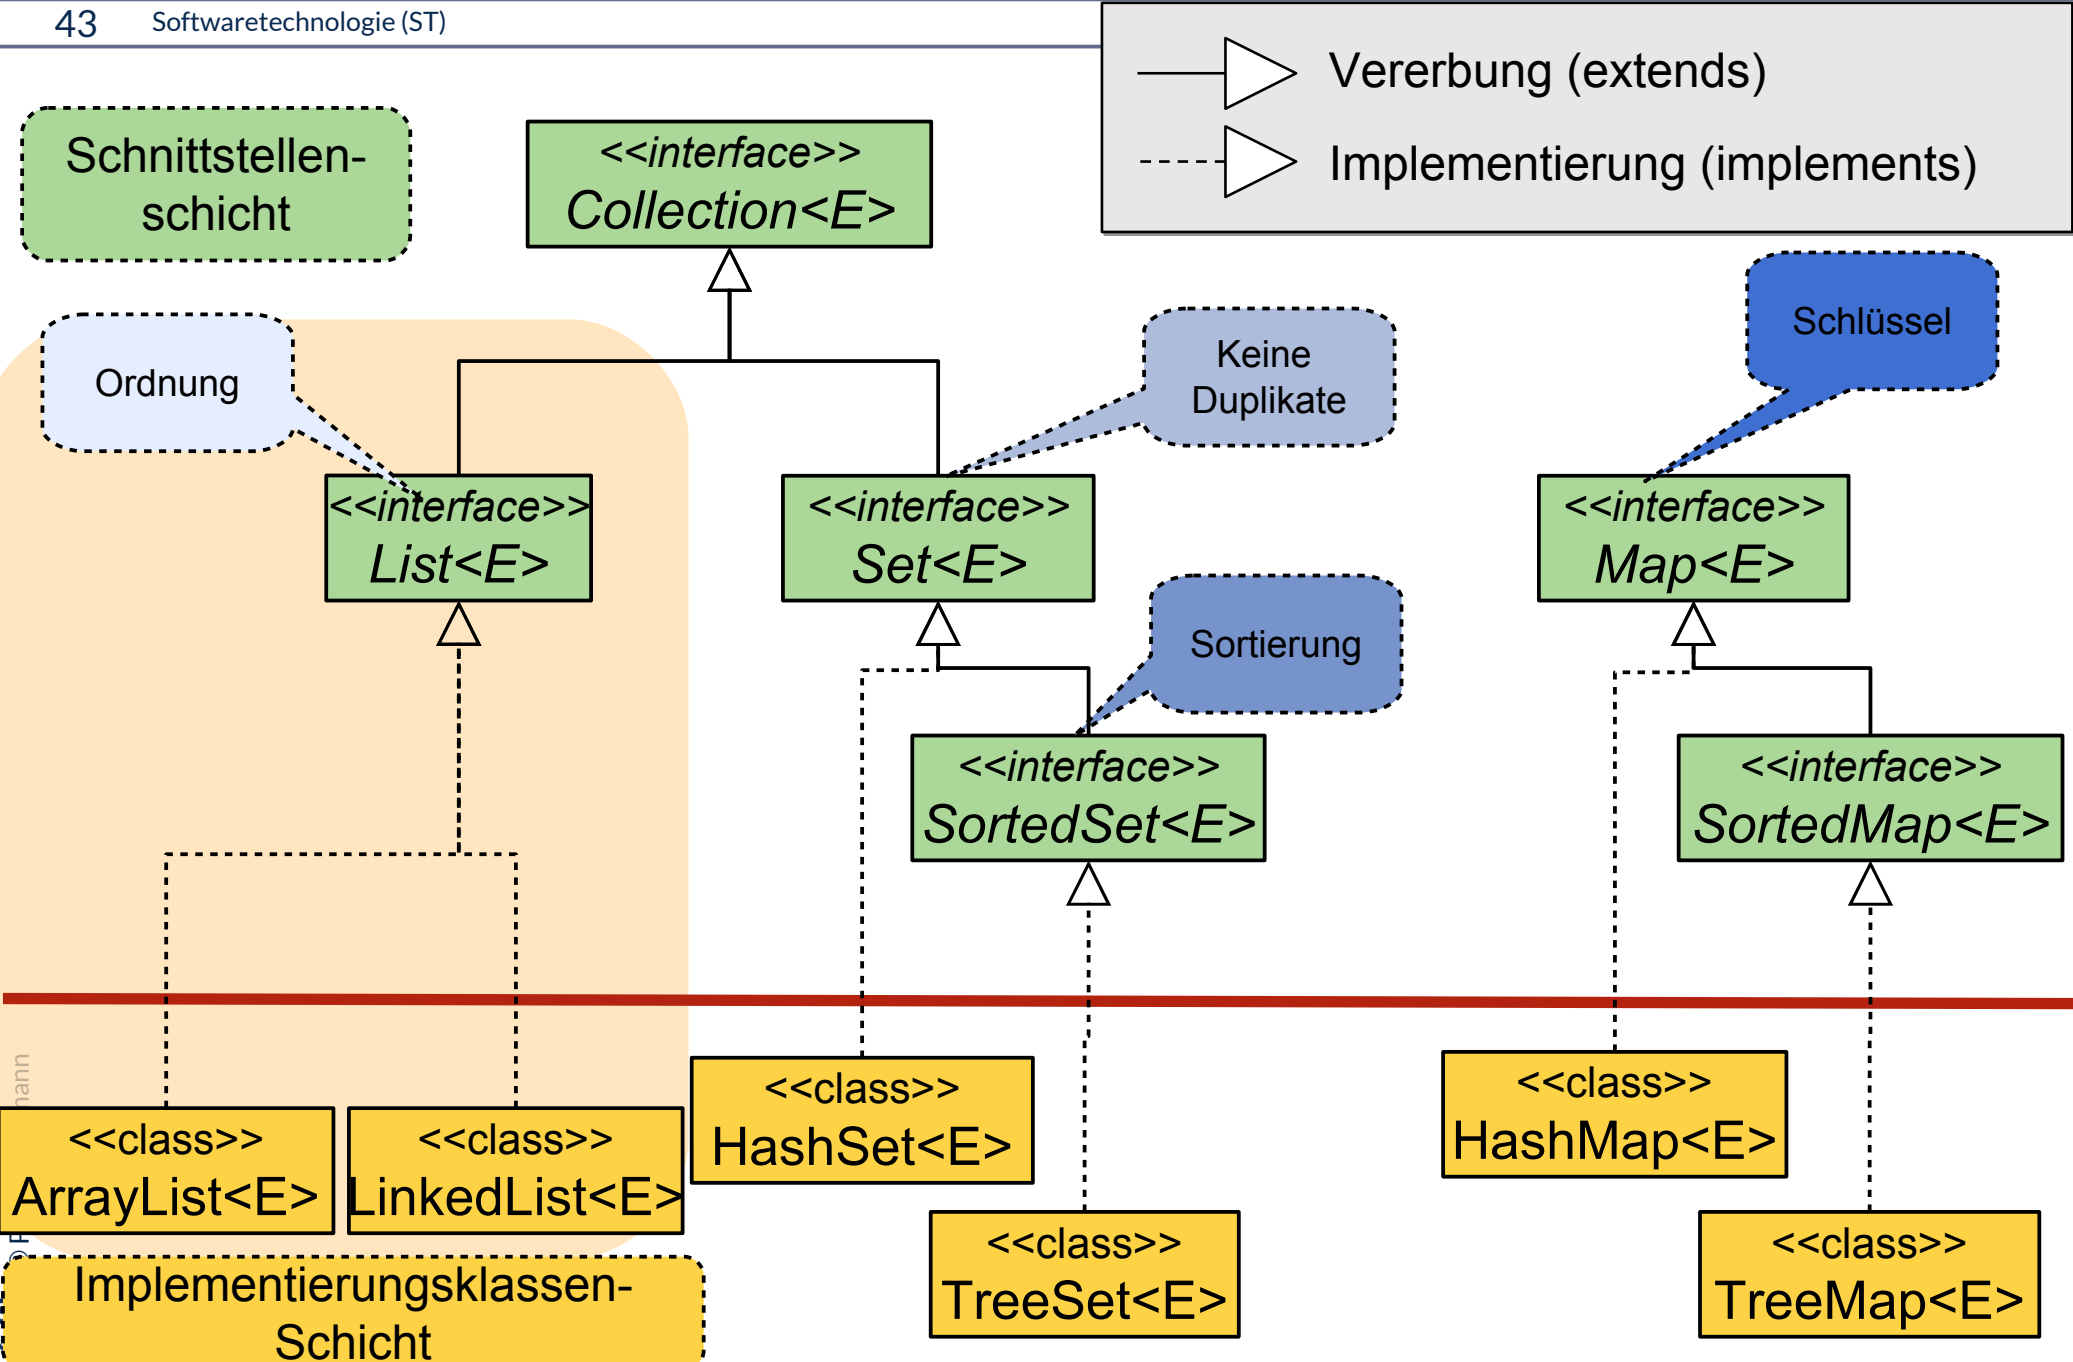 43 Softwaretechnologie (ST)
Vererbung (extends)
Implementierung (implements)
Schnittstellen-
schicht
<<interface>>
Collection<E>
Ordnung
Keine
Duplikate
Schlüssel
<<interface>>
List<E>
<<interface>>
Set<E>
<<interface>>
Map<E>
Sortierung
<<interface>>
SortedSet<E>
<<interface>>
SortedMap<E>
<<class>>
ArrayList<E>
<<class>>
LinkedList<E>
<<class>>
HashSet<E>
<<class>>
HashMap<E>
<<class>>
TreeSet<E>
<<class>>
TreeMap<E>
Implementierungsklassen-
Schicht